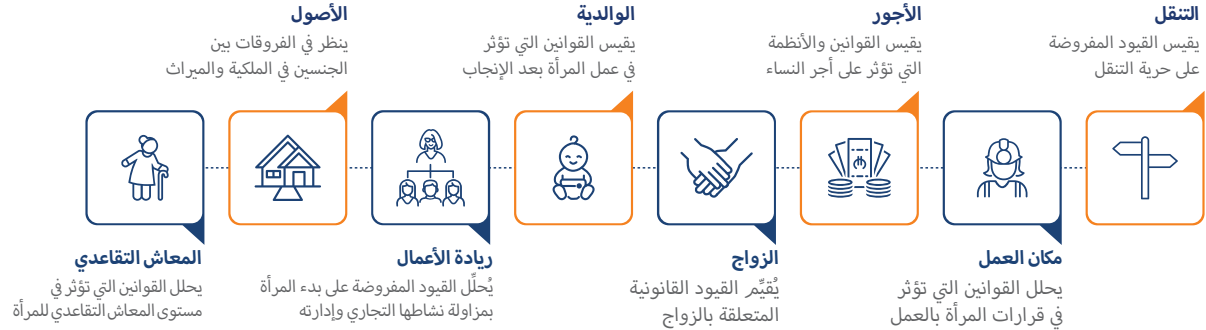 التنقل
يقيس القيود المفروضة
على حرية التنقل
مكان العمل
يحلل القوانين التي تؤثر
في قرارات المرأة بالعمل
الأجور
يقيس القوانين والأنظمة
التي تؤثر على أجر النساء
الزواج
يُقيِّم القيود القانونية
المتعلقة بالزواج
الوالدية
يقيس القوانين التي تؤثر
في عمل المرأة بعد الإنجاب
ريادة الأعمال
يُحلِّل القيود المفروضة على بدء المرأة
بمزاولة نشاطها التجاري وإدارته
الأصول
ينظر في الفروقات بين
الجنسين في الملكية والميراث
المعاش التقاعدي
يحلل القوانين التي تؤثر في
مستوى المعاش التقاعدي للمرأة